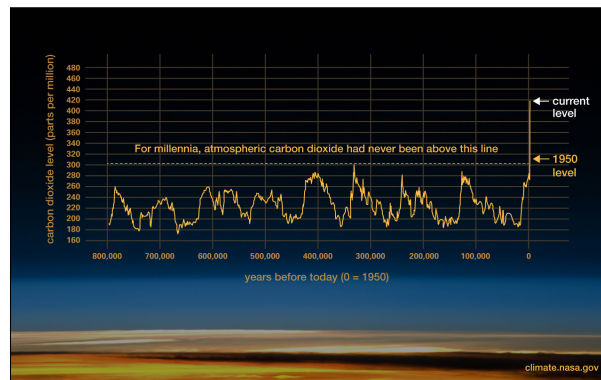 carbon dioxide level (parts per million)
480
460
440
420
400
380
360
340
320
300
280
260
240
220
200
180
160
For millennia, atmospheric carbon dioxide had never been above this line
current
level
1950
level
800,000 700,000 600,000 500,000 400,000 300,000 200,000 100,000 0
years before today (0 = 1950)
climate.nasa.gov